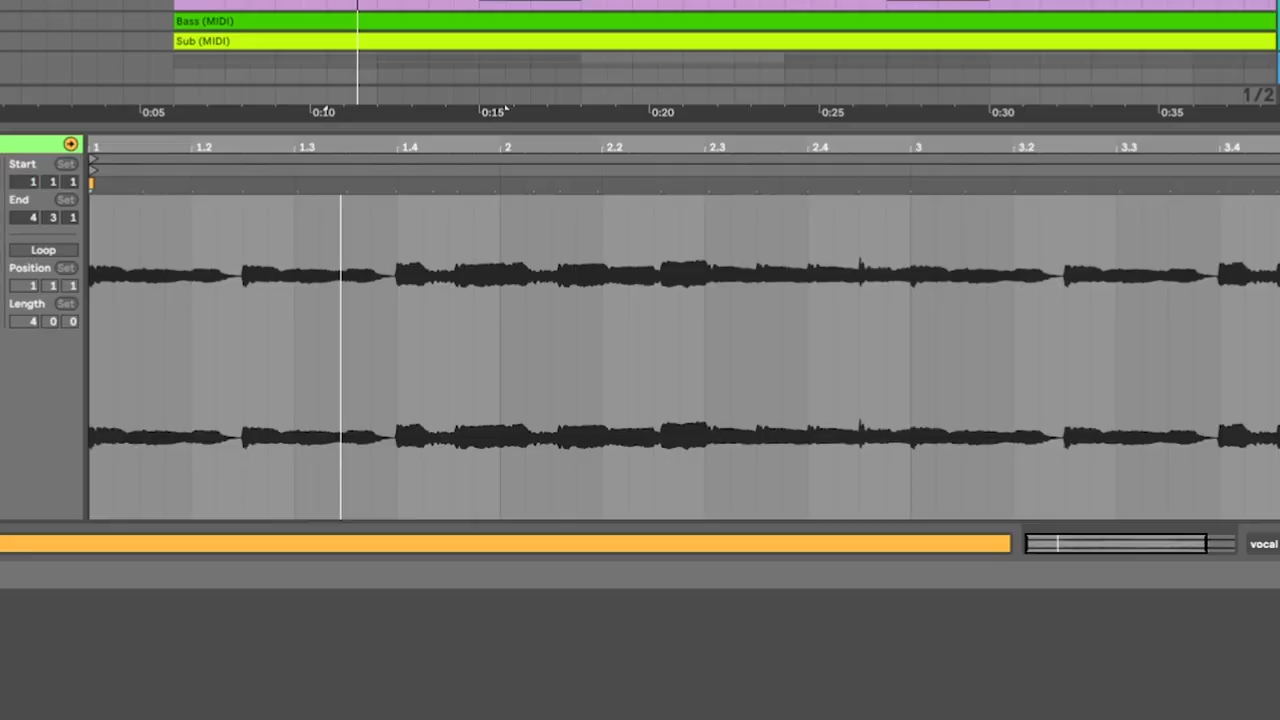 Bass (MIDI)
Sub (MIDI)
1/2
0:05 0:10 0:15 0:20 0:25 0:30 0:35
1 1.2 1.3 1.4 2 2.2 2.3 2.4 3 3.2 3.3 3.4
Start Set
1 1 1
End Set
4 3 1
Loop
Position Set
1 1 1
Length Set
4 0 0
vocal